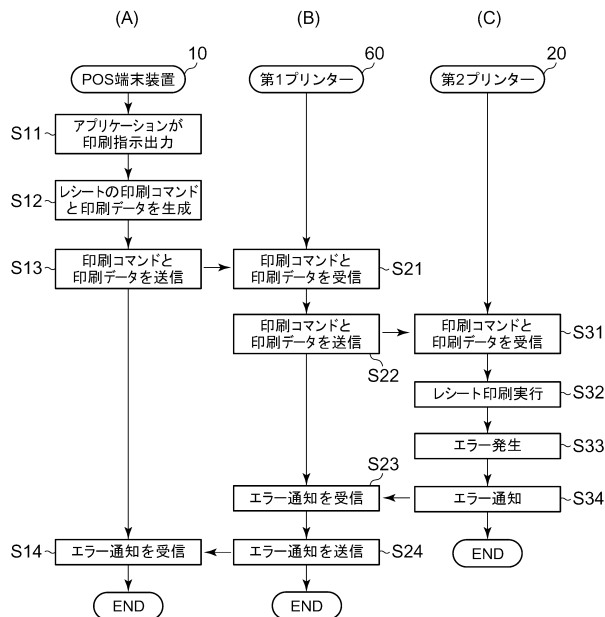 (A)
(B)
(C)
10
60
20
POS端末装置
第1プリンター
第2プリンター
S11
アプリケーションが
印刷指示出力
S12
レシートの印刷コマンド
と印刷データを生成
S13
印刷コマンドと
印刷データを送信
印刷コマンドと
印刷データを受信
S21
印刷コマンドと
印刷データを送信
S22
印刷コマンドと
印刷データを受信
S31
レシート印刷実行
S32
エラー発生
S33
S23
エラー通知を受信
エラー通知
S34
S14
エラー通知を受信
エラー通知を送信
S24
END
END
END